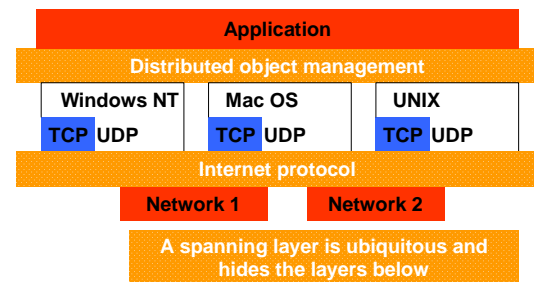 Application
Distributed object management
Windows NT Mac OS UNIX
TCP UDP TCP UDP TCP UDP
Internet protocol
Network 1 Network 2
A spanning layer is ubiquitous and
hides the layers below